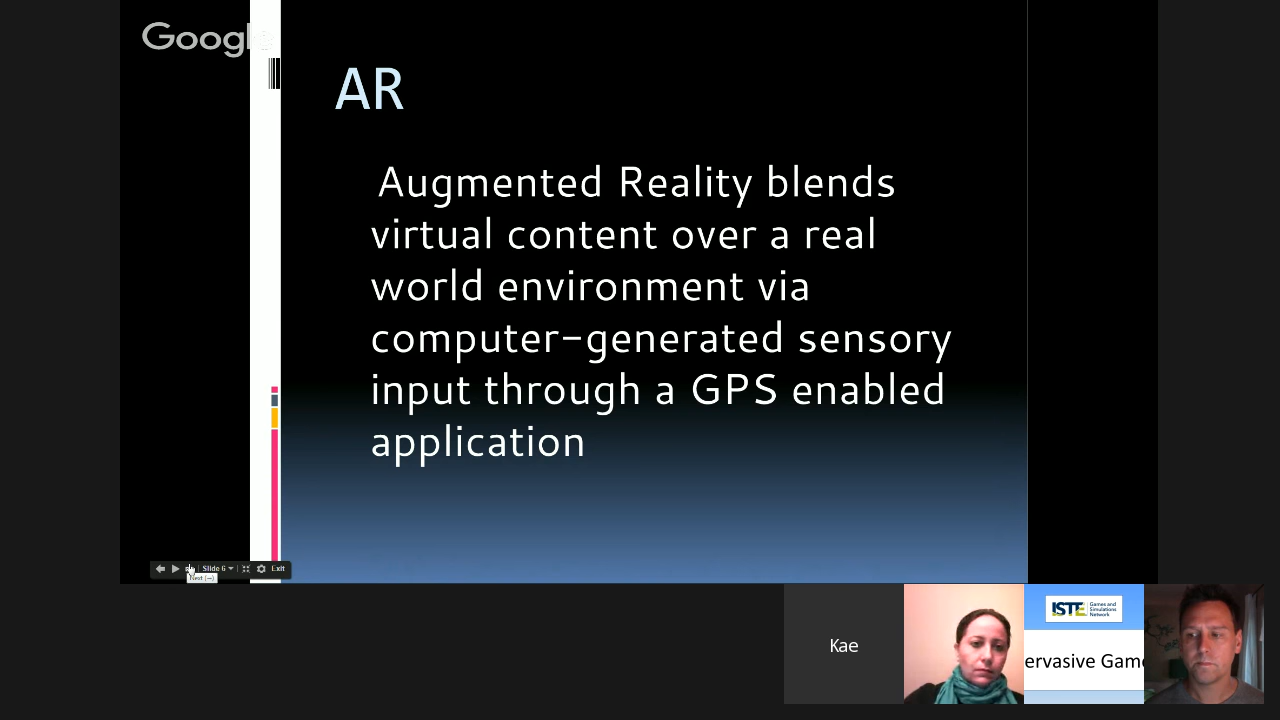 Google
AR
Augmented Reality blends
virtual content over a real
world environment via
computer-generated sensory
input through a GPS enabled
application
Slide 6
Exit
Next (→)
Kae
ISTE
Games and
Simulations
Network
ervasive Game